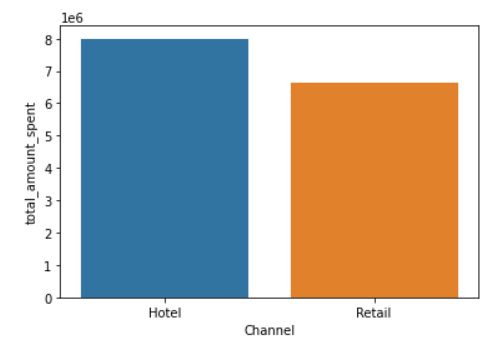 1e6
8
7
6
5
4
3
2
1
0
total_amount_spent
Hotel Retail
Channel